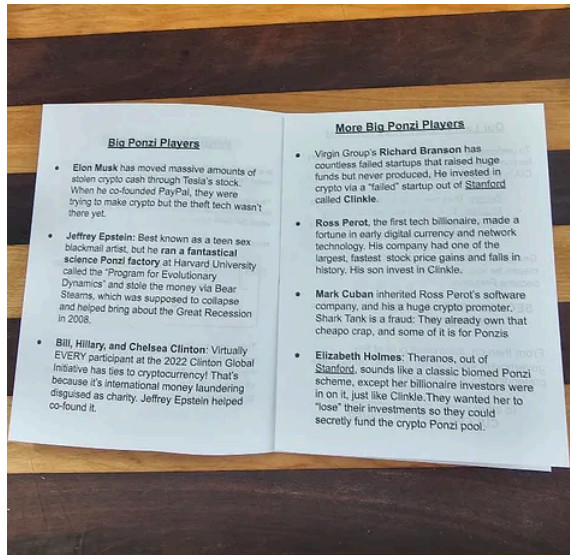 Big Ponzi Players
• Elon Musk has moved massive amounts of
stolen crypto cash through Tesla's stock.
When he co-founded PayPal, they were
trying to make crypto but the theft tech wasn't
there yet.
• Jeffrey Epstein: Best known as a teen sex
blackmail artist, but he ran a fantastical
science Ponzi factory at Harvard University
called the "Program for Evolutionary
Dynamics" and stole the money via Bear
Stearns, which was supposed to collapse
and helped bring about the Great Recession
in 2008.
• Bill, Hillary, and Chelsea Clinton: Virtually
EVERY participant at the 2022 Clinton Global
Initiative has ties to cryptocurrency! That's
because it's international money laundering
disguised as charity. Jeffrey Epstein helped
co-found it.
More Big Ponzi Players
• Virgin Group's Richard Branson has
countless failed startups that raised huge
funds but never produced, He invested in
crypto via a "failed" startup out of Stanford
called Clinkle.
• Ross Perot, the first tech billionaire, made a
fortune in early digital currency and network
technology. His company had one of the
largest, fastest stock price gains and falls in
history. His son invest in Clinkle.
• Mark Cuban inherited Ross Perot's software
company, and his a huge crypto promoter.
Shark Tank is a fraud: They already own that
cheapo crap, and some of it is for Ponzis
• Elizabeth Holmes: Theranos, out of
Stanford, sounds like a classic biomed Ponzi
scheme, except her billionaire investors were
in on it, just like Clinkle.They wanted her to
"lose" their investments so they could
secretly fund the crypto Ponzi pool.